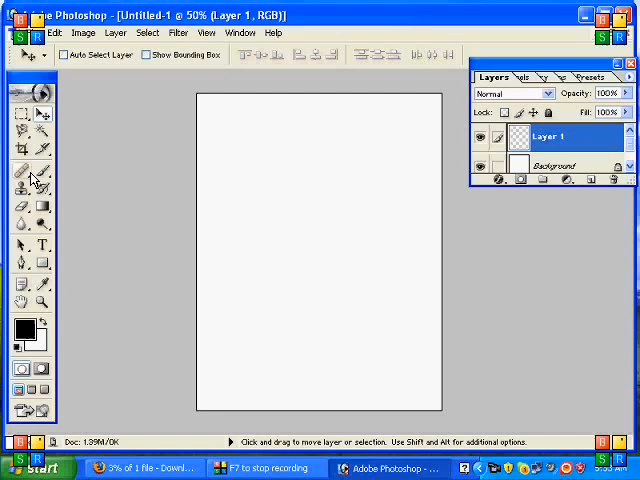 Adobe Photoshop - [Untitled-1 @ 50% (Layer 1, RGB)]
Edit Image Layer Select Filter View Window Help
Auto Select Layer Show Bounding Box
Layers Presets
Normal Opacity: 100%
Lock: Fill: 100%
Layer 1
Background
T
Doc: 1.39M/0K Click and drag to move layer or selection. Use Shift and Alt for additional options.
start 3% of 1 file - Downl... F7 to stop recording Adobe Photoshop - ...
B
S R
B
S R
B
S R
B
S R